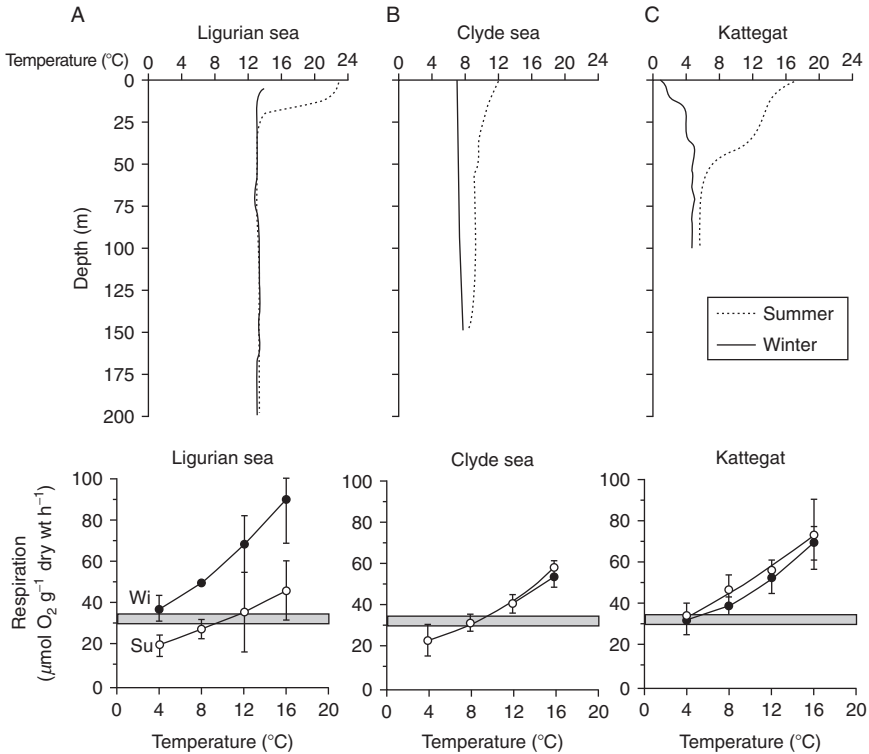 A
B
C
Ligurian sea
Clyde sea
Kattegat
Temperature (°C)
0 4 8 12 16 20 24
0 4 8 12 16 20 24
0 4 8 12 16 20 24
0
25
50
75
100
125
150
175
200
Depth (m)
Summer
Winter
Ligurian sea
Clyde sea
Kattegat
Respiration
(μmol O₂ g⁻¹ dry wt h⁻¹)
100
80
60
40
20
0
Wi
Su
100
80
60
40
20
0
100
80
60
40
20
0
0 4 8 12 16 20
0 4 8 12 16 20
0 4 8 12 16 20
Temperature (°C)
Temperature (°C)
Temperature (°C)